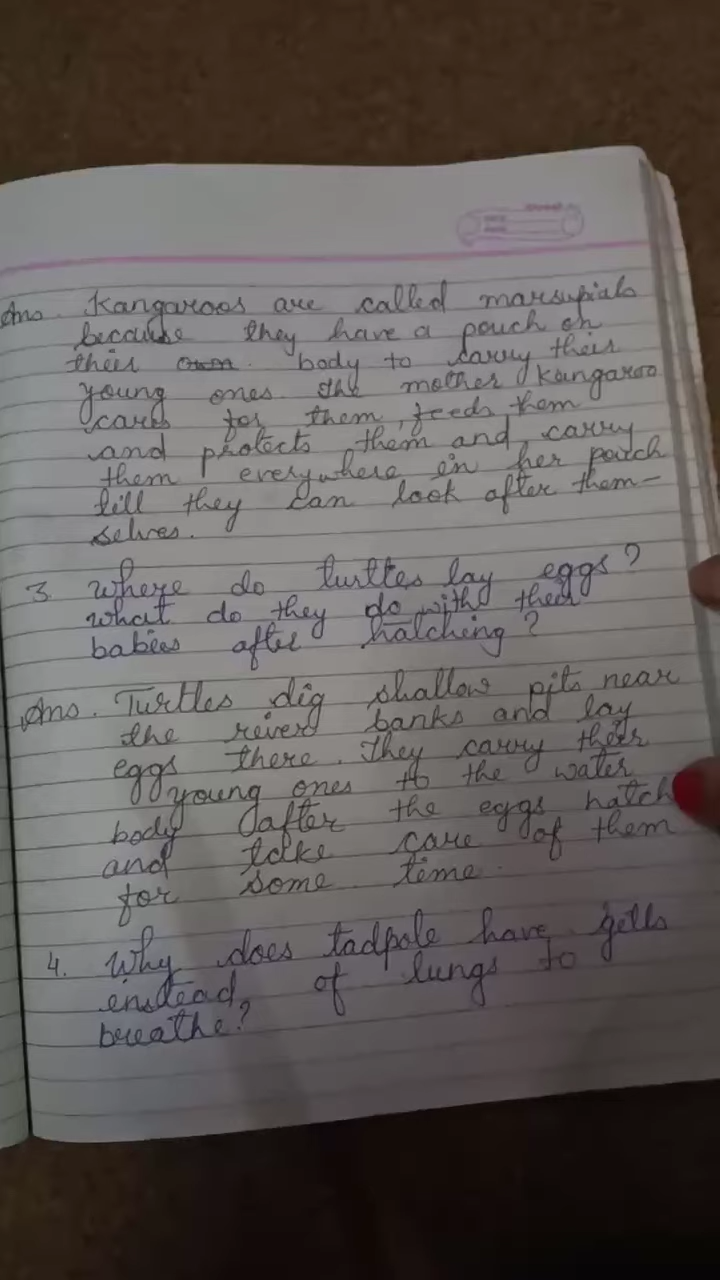 Ans. Kangaroos are called marsupials
because they have a pouch on
their own. body to carry their
young ones. The mother kangaroo
cares for them, feeds them
and protects them and, carry
them everywhere in her pouch
till they can look after them-
selves.
3. Where do turtles lay eggs?
what do they do with their
babies after hatching?
Ans. Turtles dig shallow pits near
the river banks and lay
eggs there. They carry their
young ones to the water
body after the eggs hatch
and take care of them
for some time.
4. Why does tadpole have gills
instead of lungs to
breathe?